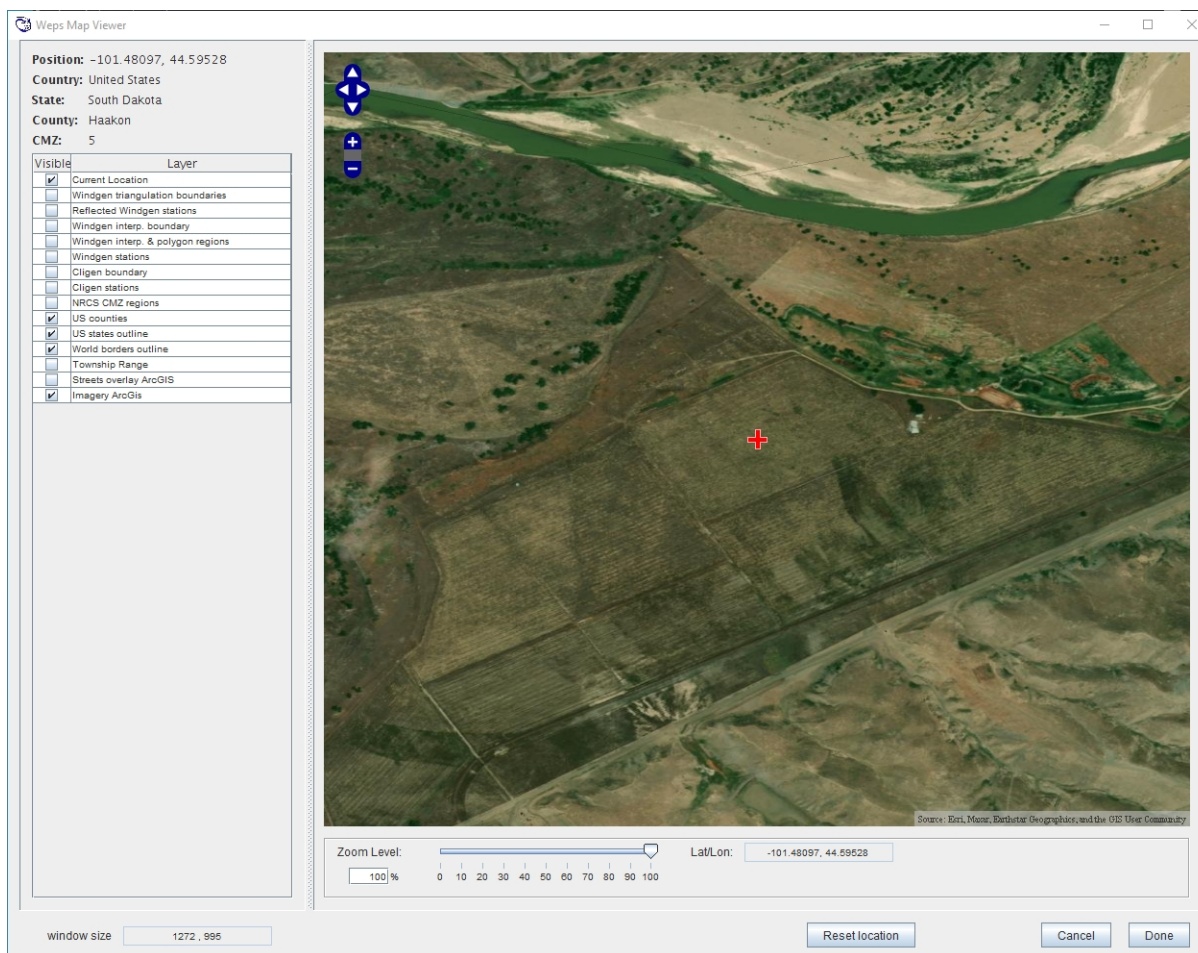 Weps Map Viewer
Position: -101.48097, 44.59528
Country: United States
State: South Dakota
County: Haakon
CMZ: 5
Visible Layer
Current Location
Windgen triangulation boundaries
Reflected Windgen stations
Windgen interp. boundary
Windgen interp. & polygon regions
Windgen stations
Cligen boundary
Cligen stations
NRCS CMZ regions
US counties
US states outline
World borders outline
Township Range
Streets overlay ArcGIS
Imagery ArcGis
Source: Esri, Maxar, Earthstar Geographics, and the GIS User Community
Zoom Level:
100 %
0 10 20 30 40 50 60 70 80 90 100
Lat/Lon: -101.48097, 44.59528
window size 1272 , 995
Reset location
Cancel
Done